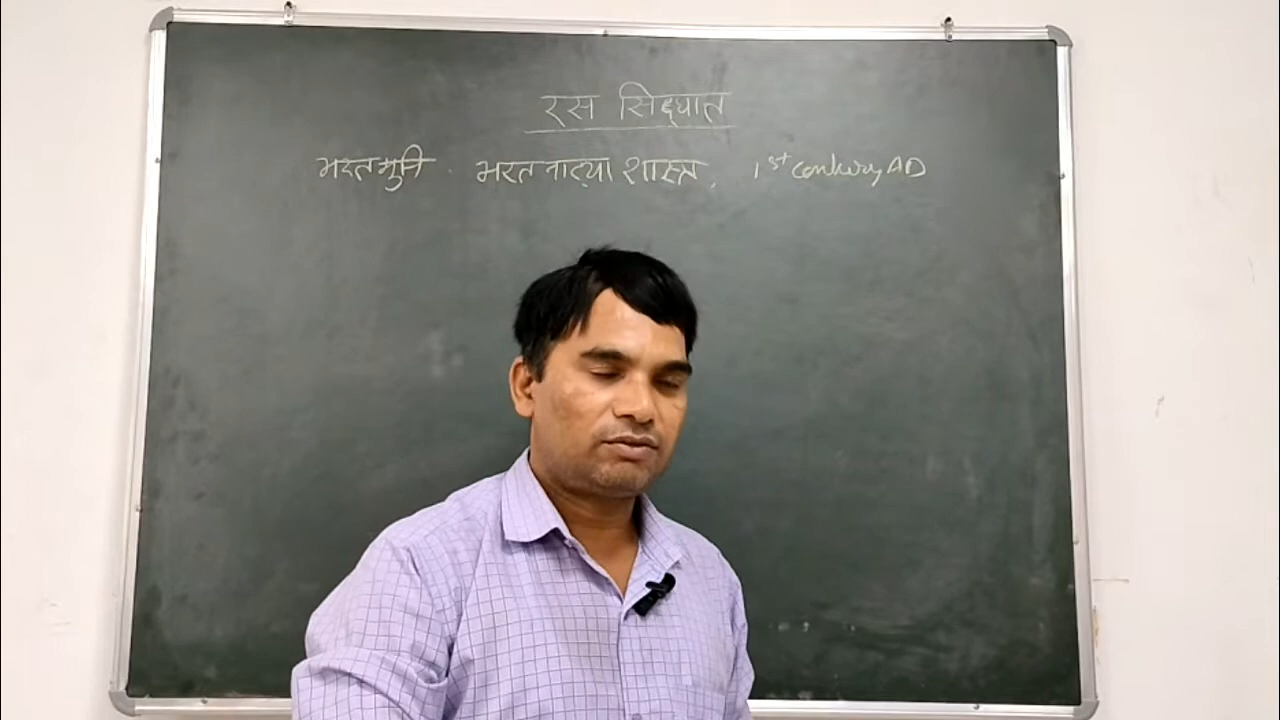 रस सिद्धांत
भरतमुनि . भरत नाट्या शास्त्र, 1st century AD